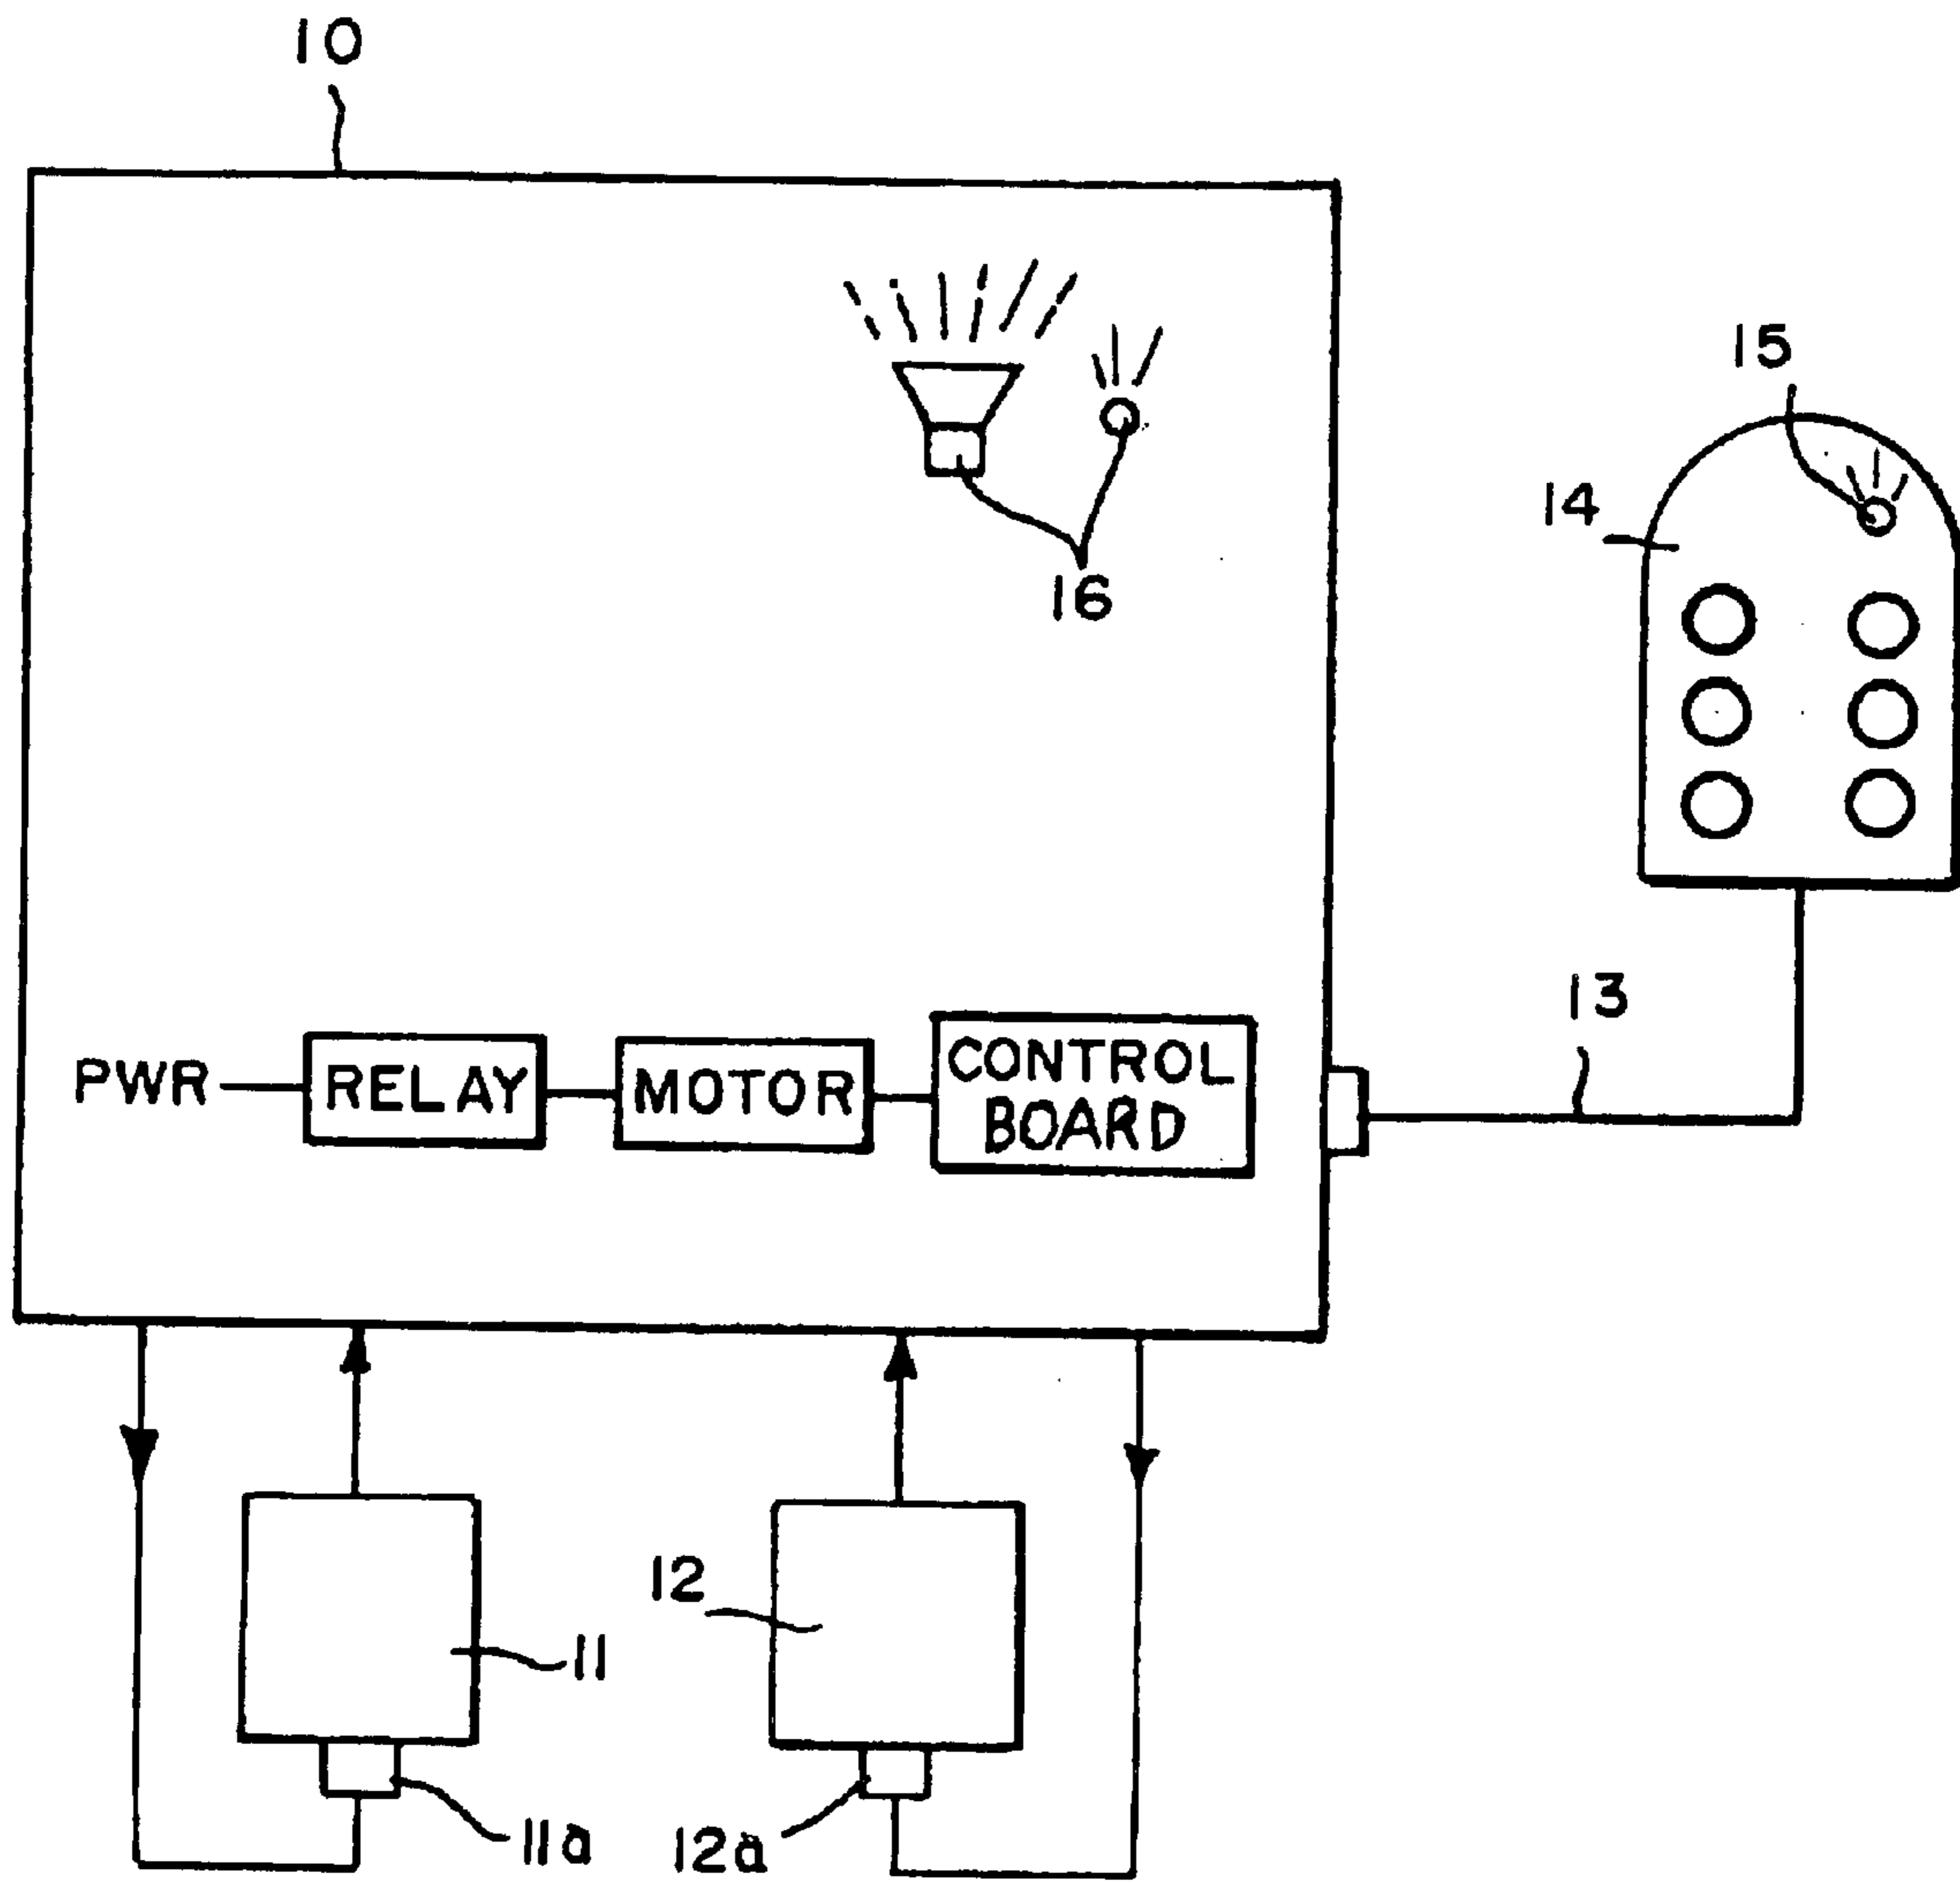 10
15
14
16
13
PWR
RELAY
MOTOR
CONTROL
BOARD
12
11
11a
12a